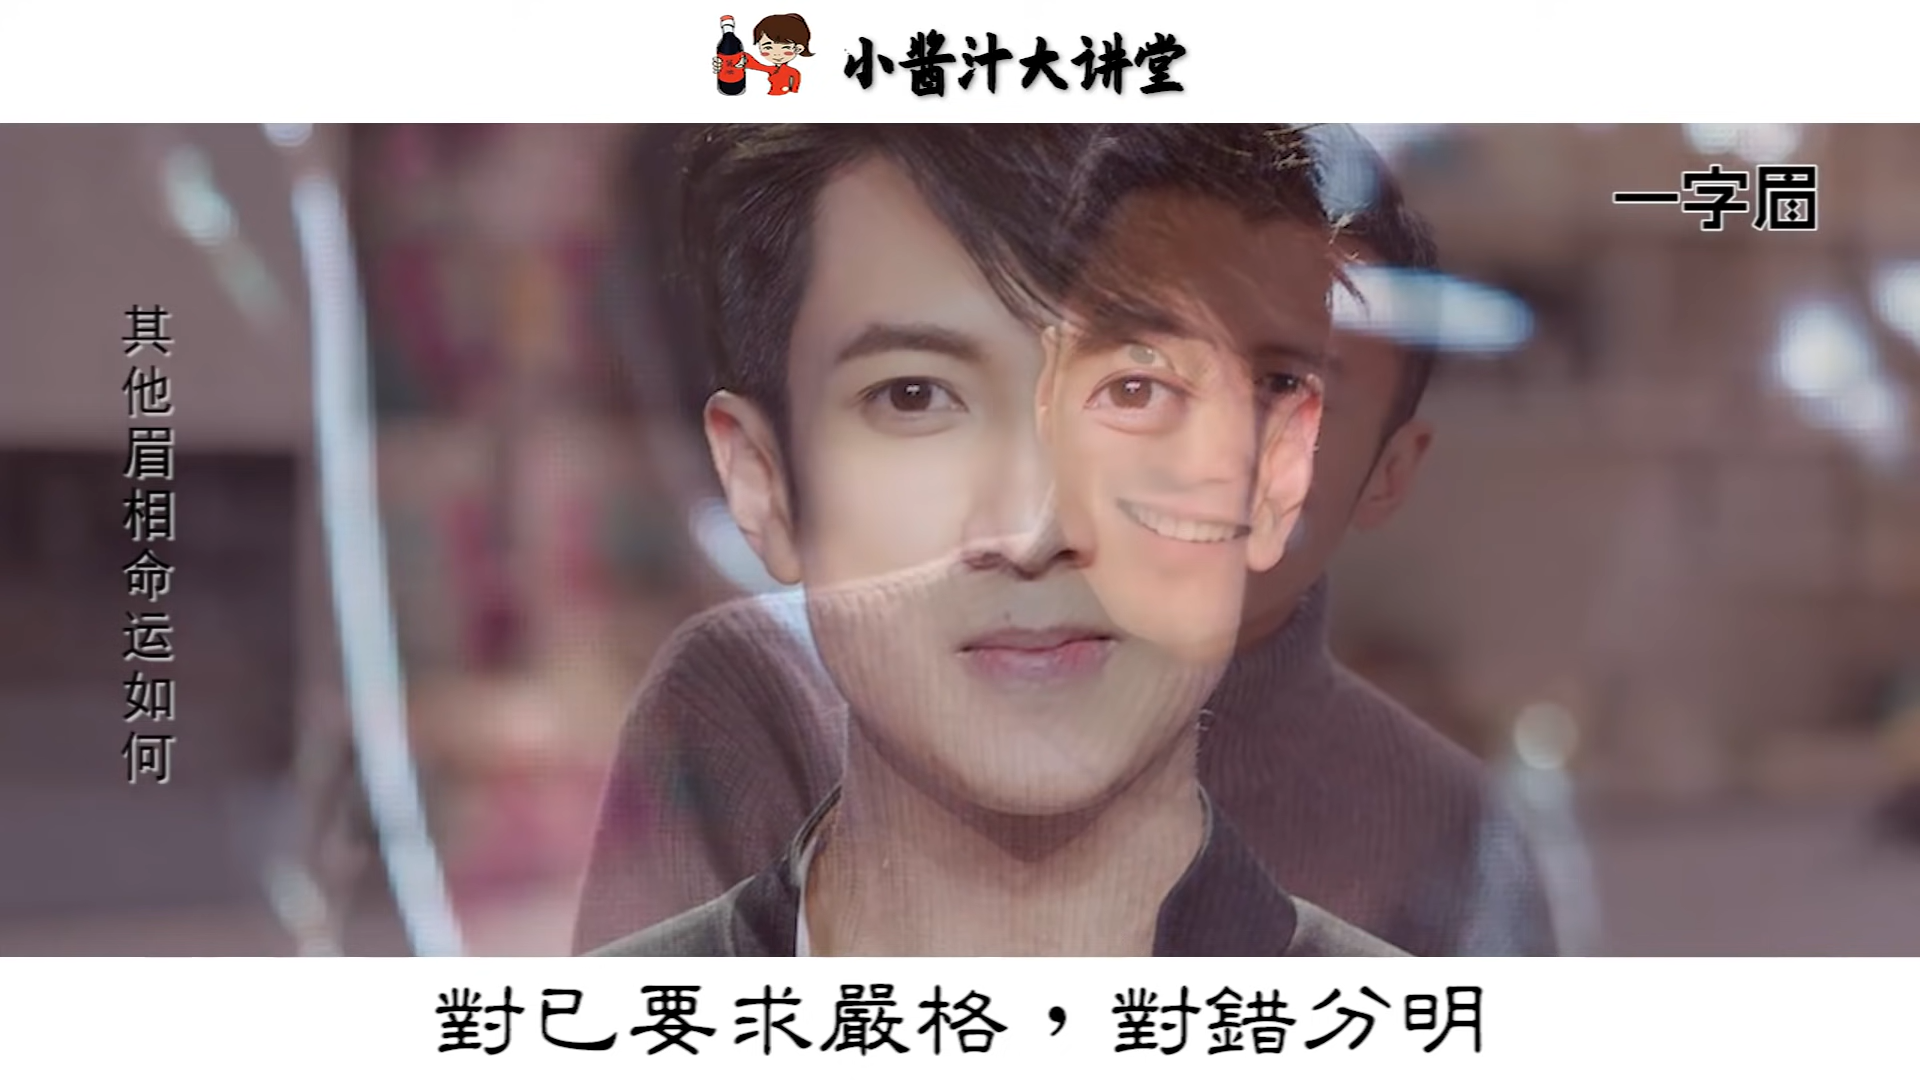 小酱汁大讲堂
一字眉
其他眉相命运如何
對已要求嚴格，對錯分明